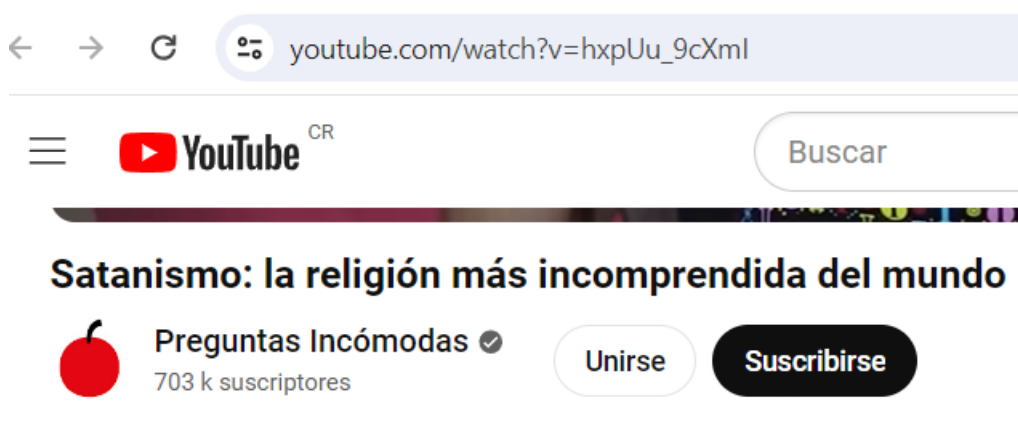 youtube.com/watch?v=hxpUu_9cXmI
YouTube CR
Buscar
Satanismo: la religión más incomprendida del mundo
Preguntas Incómodas
703 k suscriptores
Unirse
Suscribirse